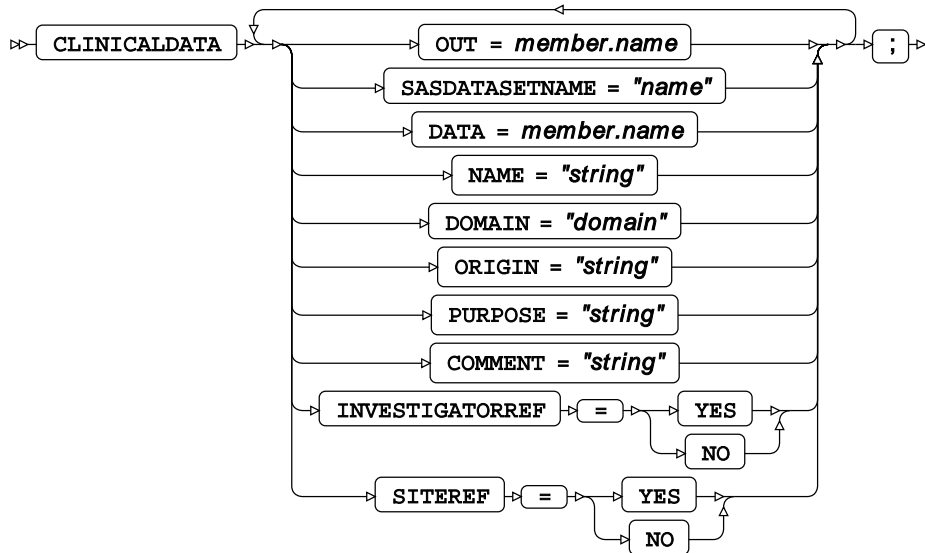 CLINICALDATA OUT = member.name ;
SASDATASETNAME = "name"
DATA = member.name
NAME = "string"
DOMAIN = "domain"
ORIGIN = "string"
PURPOSE = "string"
COMMENT = "string"
INVESTIGATORREF = YES
NO
SITEREF = YES
NO